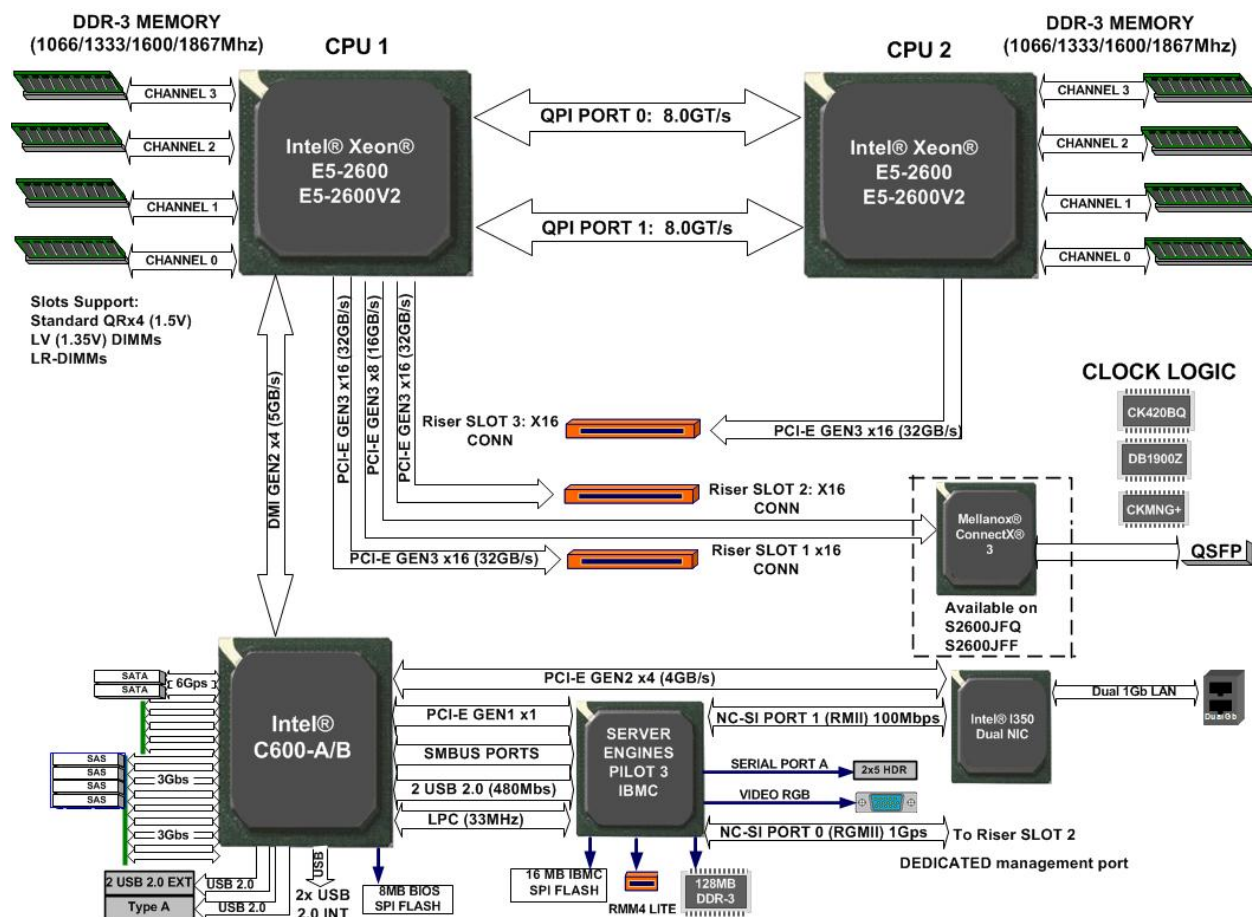 DDR-3 MEMORY
(1066/1333/1600/1867Mhz)
CPU 1
CPU 2
DDR-3 MEMORY
(1066/1333/1600/1867Mhz)
CHANNEL 3
CHANNEL 2
CHANNEL 1
CHANNEL 0
Intel® Xeon®
E5-2600
E5-2600V2
QPI PORT 0: 8.0GT/s
QPI PORT 1: 8.0GT/s
Intel® Xeon®
E5-2600
E5-2600V2
CHANNEL 3
CHANNEL 2
CHANNEL 1
CHANNEL 0
Slots Support:
Standard QRx4 (1.5V)
LV (1.35V) DIMMs
LR-DIMMs
DMI GEN2 x4 (5GB/s)
PCI-E GEN3 x16 (32GB/s)
PCI-E GEN3 x8 (16GB/s)
PCI-E GEN3 x16 (32GB/s)
Riser SLOT 3: X16
CONN
PCI-E GEN3 x16 (32GB/s)
CLOCK LOGIC
CK420BQ
DB1900Z
CKMNG+
Riser SLOT 2: X16
CONN
Riser SLOT 1 x16
CONN
PCI-E GEN3 x16 (32GB/s)
Mellanox®
ConnectX®
3
QSFP
Available on
S2600JFQ
S2600JFF
SATA
SATA
6Gps
SAS
SAS
SAS
SAS
3Gbs
3Gbs
Intel®
C600-A/B
PCI-E GEN2 x4 (4GB/s)
PCI-E GEN1 x1
SMBUS PORTS
2 USB 2.0 (480Mbs)
LPC (33MHz)
SERVER
ENGINES
PILOT 3
IBMC
NC-SI PORT 1 (RMII) 100Mbps
Intel® I350
Dual NIC
Dual 1Gb LAN
Dual Gb
SERIAL PORT A
2x5 HDR
VIDEO RGB
NC-SI PORT 0 (RGMII) 1Gps
To Riser SLOT 2
DEDICATED management port
2 USB 2.0 EXT
Type A
USB 2.0
USB 2.0
USB
2x USB
2.0 INT
8MB BIOS
SPI FLASH
16 MB IBMC
SPI FLASH
RMM4 LITE
128MB
DDR-3